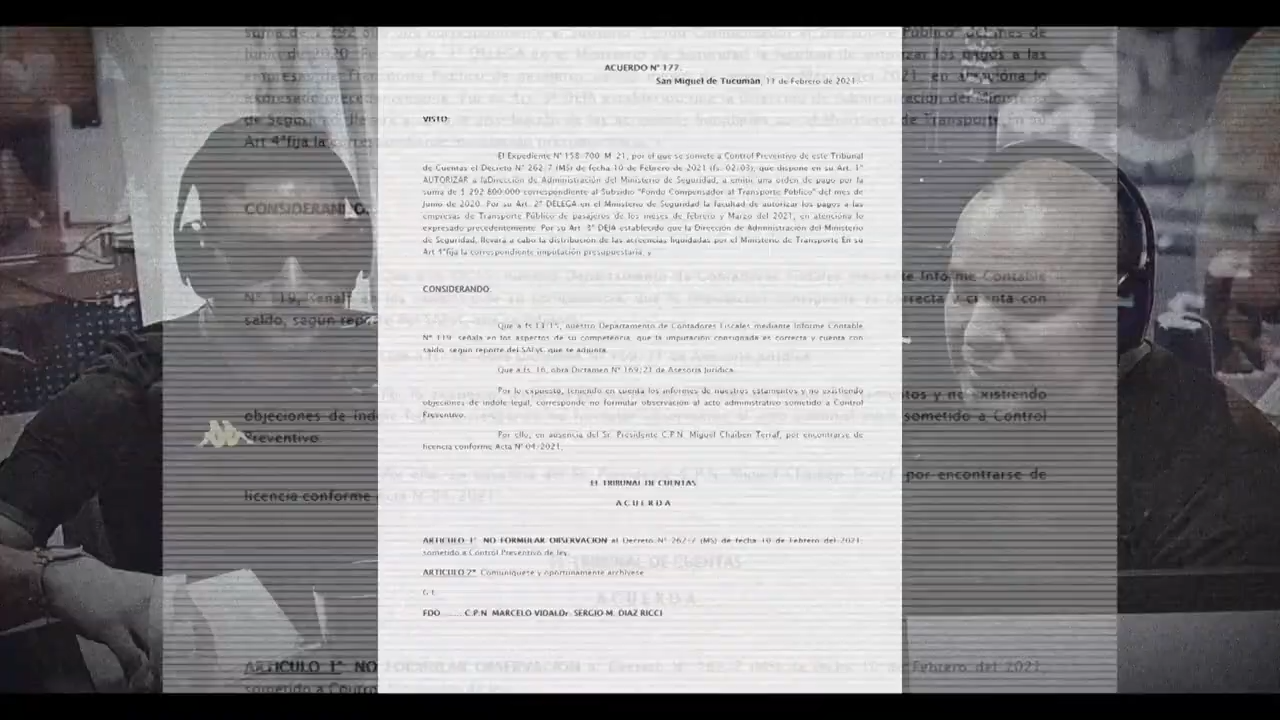 ACUERDO N° 177.
San Miguel de Tucumán, 11 de Febrero de 2021.
VISTO:
El Expediente N° 158-700-M-21, por el que se somete a Control Preventivo de este Tribunal
de Cuentas el Decreto N° 262/7 (MS) de fecha 10 de Febrero de 2021 (fs. 02/03), que dispone en su Art. 1°
AUTORIZAR a laDirección de Administración del Ministerio de Seguridad, a emitir una orden de pago por la
suma de $ 292.800.000 correspondiente al Subsidio "Fondo Compensador al Transporte Público" del mes de
Junio de 2020. Por su Art. 2° DELEGA en el Ministerio de Seguridad la facultad de autorizar los pagos a las
empresas de Transporte Público de pasajeros de los meses de febrero y Marzo del 2021, en atencióna lo
expresado precedentemente. Por su Art. 3° DEJA establecido que la Dirección de Administración del Ministerio
de Seguridad, llevará a cabo la distribución de las acreencias liquidadas por el Ministerio de Transporte En su
Art 4°fija la correspondiente imputación presupuestaria, y
CONSIDERANDO:
Que a fs.14/15, nuestro Departamento de Contadores Fiscales mediante Informe Contable
N° 119, señala en los aspectos de su competencia, que la imputación consignada es correcta y cuenta con
saldo, según reporte del SAFyC que se adjunta.
Que a fs. 16, obra Dictamen N° 169/21 de Asesoría Jurídica.
Por lo expuesto, teniendo en cuenta los informes de nuestros estamentos y no existiendo
objeciones de índole legal, corresponde no formular observación al acto administrativo sometido a Control
Preventivo.
Por ello, en ausencia del Sr. Presidente C.P.N. Miguel Chaiben Terraf, por encontrarse de
licencia conforme Acta N° 04/2021,
EL TRIBUNAL DE CUENTAS
A C U E R D A
ARTICULO 1°: NO FORMULAR OBSERVACION al Decreto N° 262/7 (MS) de fecha 10 de Febrero del 2021,
sometido a Control Preventivo de ley.
ARTICULO 2°: Comuníquese y oportunamente archívese.
FDO........C.P.N. MARCELO VIDALDr. SERGIO M. DIAZ RICCI